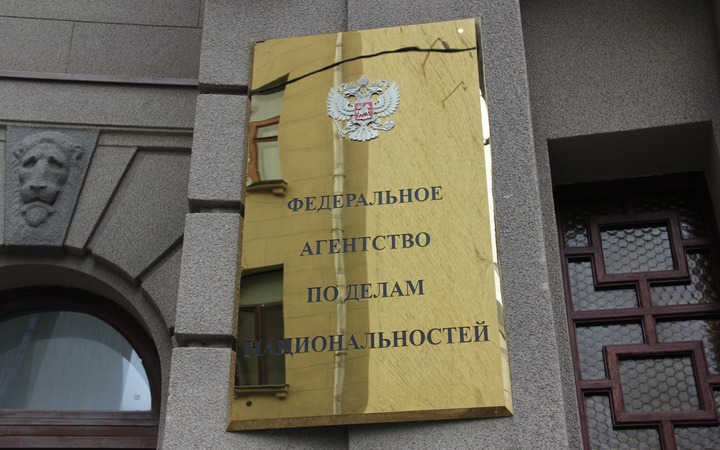 ФЕДЕРАЛЬНОЕ
АГЕНТСТВО
ПО ДЕЛАМ
НАЦИОНАЛЬНОСТЕЙ